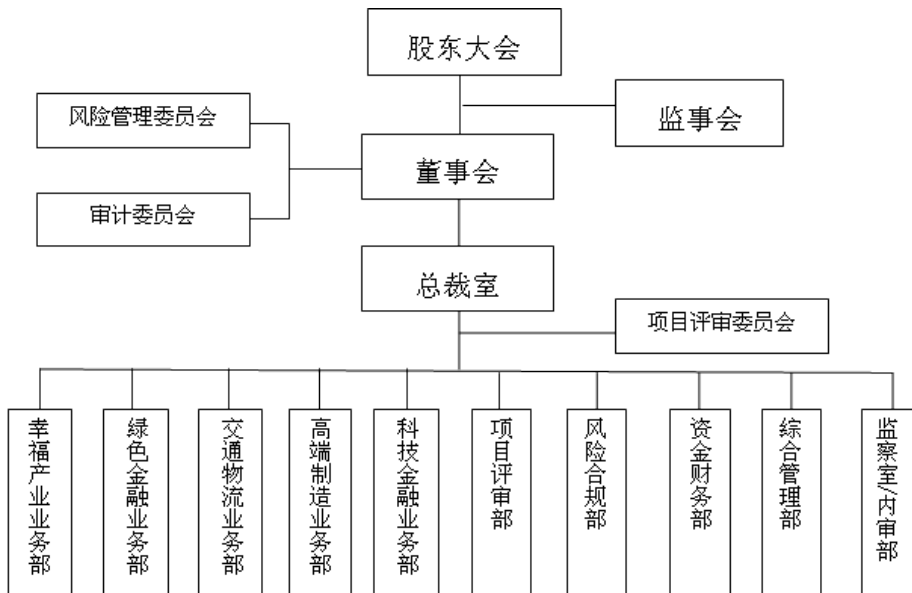 股东大会
监事会
风险管理委员会
董事会
审计委员会
总裁室
项目评审委员会
幸福产业业务部
绿色金融业务部
交通物流业务部
高端制造业务部
科技金融业务部
项目评审部
风险合规部
资金财务部
综合管理部
监察室/内审部